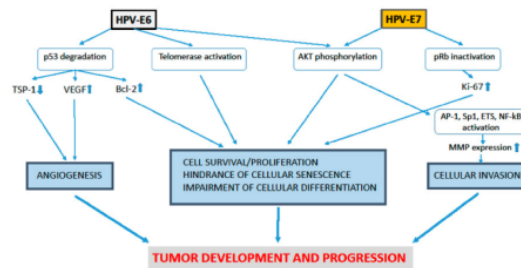 HPV-E6
HPV-E7
p53 degradation
Telomerase activation
AKT phosphorylation
pRb inactivation
TSP-1
VEGF
Bcl-2
Ki-67
AP-1, Sp1, ETS, NF-kB
activation
MMP expression
ANGIOGENESIS
CELL SURVIVAL/PROLIFERATION
HINDRANCE OF CELLULAR SENESCENCE
IMPAIRMENT OF CELLULAR DIFFERENTIATION
CELLULAR INVASION
TUMOR DEVELOPMENT AND PROGRESSION